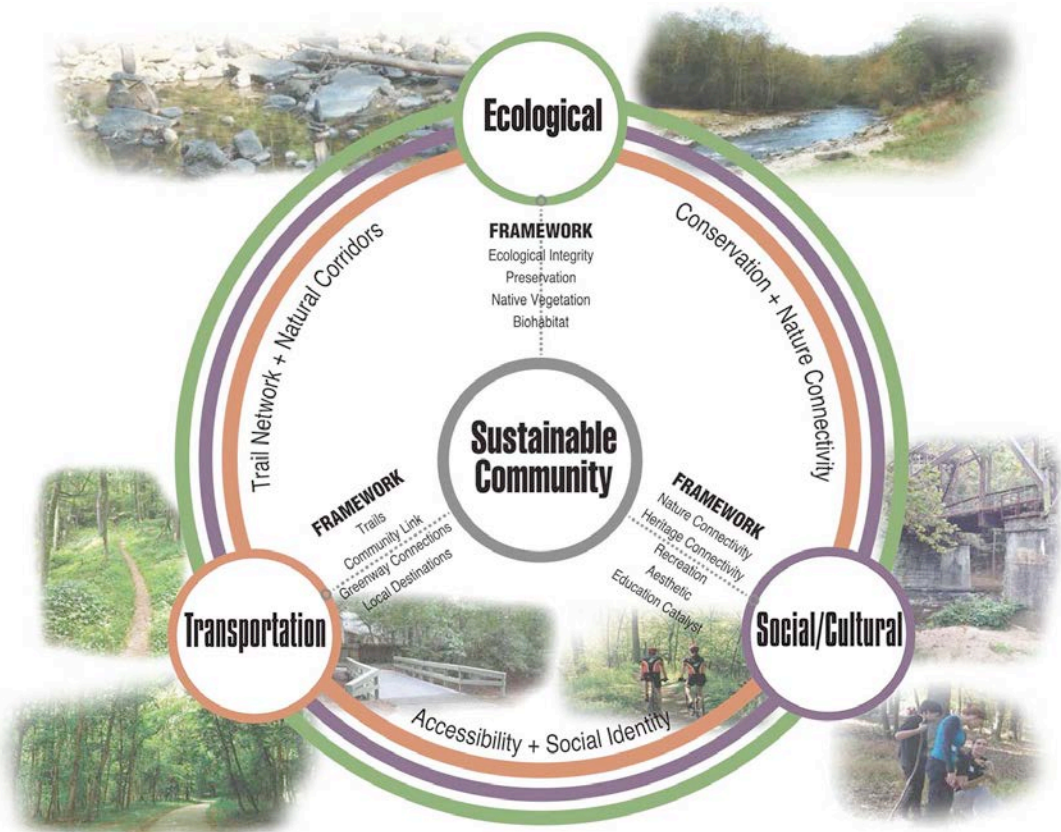 Ecological
FRAMEWORK
Ecological Integrity
Preservation
Native Vegetation
Biohabitat
Trail Network + Natural Corridors
Conservation + Nature Connectivity
Sustainable
Community
FRAMEWORK
Trails
Community Link
Greenway Connections
Local Destinations
FRAMEWORK
Nature Connectivity
Heritage Connectivity
Recreation
Aesthetic
Education Catalyst
Transportation
Social/Cultural
Accessibility + Social Identity